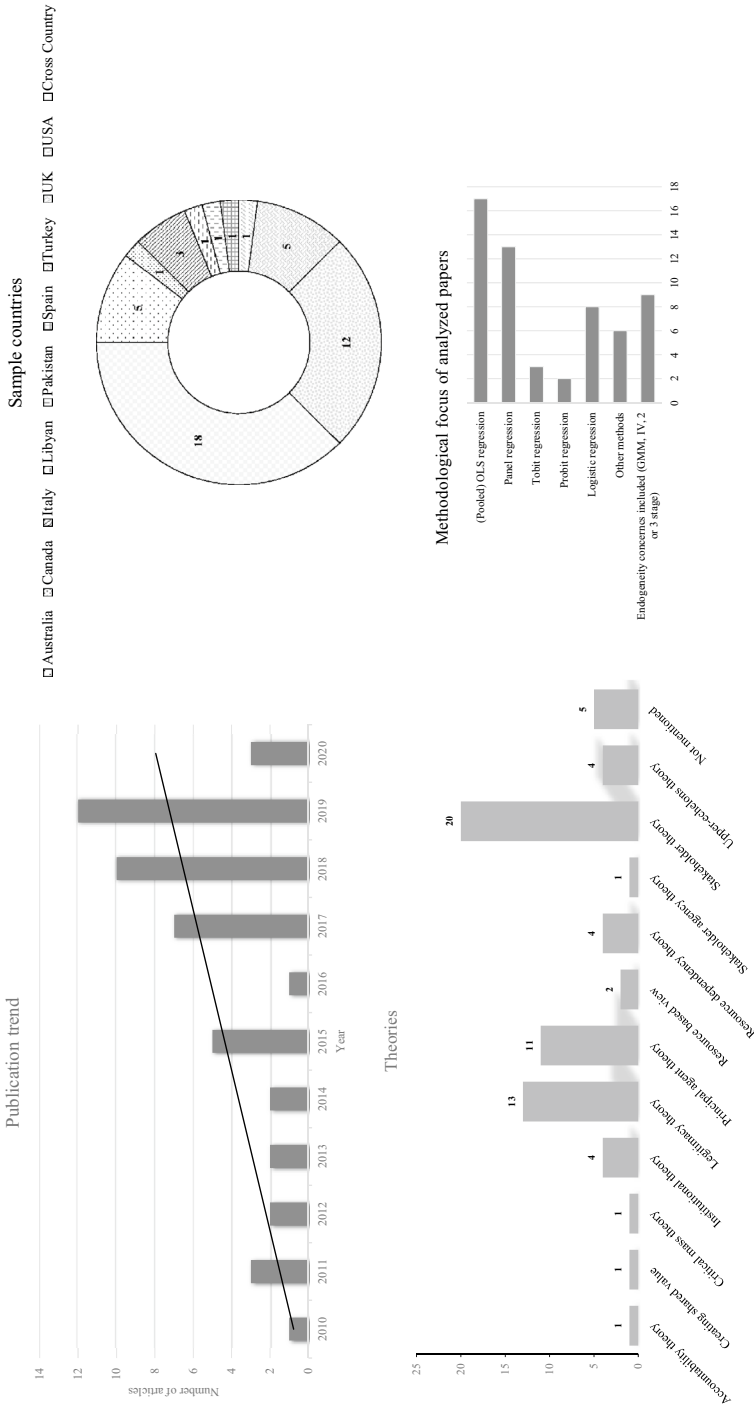 Publication trend
14
12
10
8
6
4
2
0
Number of articles
2010 2011 2012 2013 2014 2015 2016 2017 2018 2019 2020
Year
Sample countries
Australia Canada Italy Libyan Pakistan Spain Turkey UK USA Cross Country
5
1
3
1
1
1
1
5
12
18
Theories
25
20
15
10
5
0
1 1 1 4 13 11 2 4 1 20 4 5
Accountability theory
Creating shared value
Critical mass theory
Institutional theory
Legitimacy theory
Principal agent theory
Resource based view
Resource dependency theory
Stakeholder agency theory
Stakeholder theory
Upper-echelons theory
Not mentioned
Methodological focus of analyzed papers
(Pooled) OLS regression
Panel regression
Tobit regression
Probit regression
Logistic regression
Other methods
Endogeneity concernes included (GMM, IV, 2
or 3 stage)
0 2 4 6 8 10 12 14 16 18